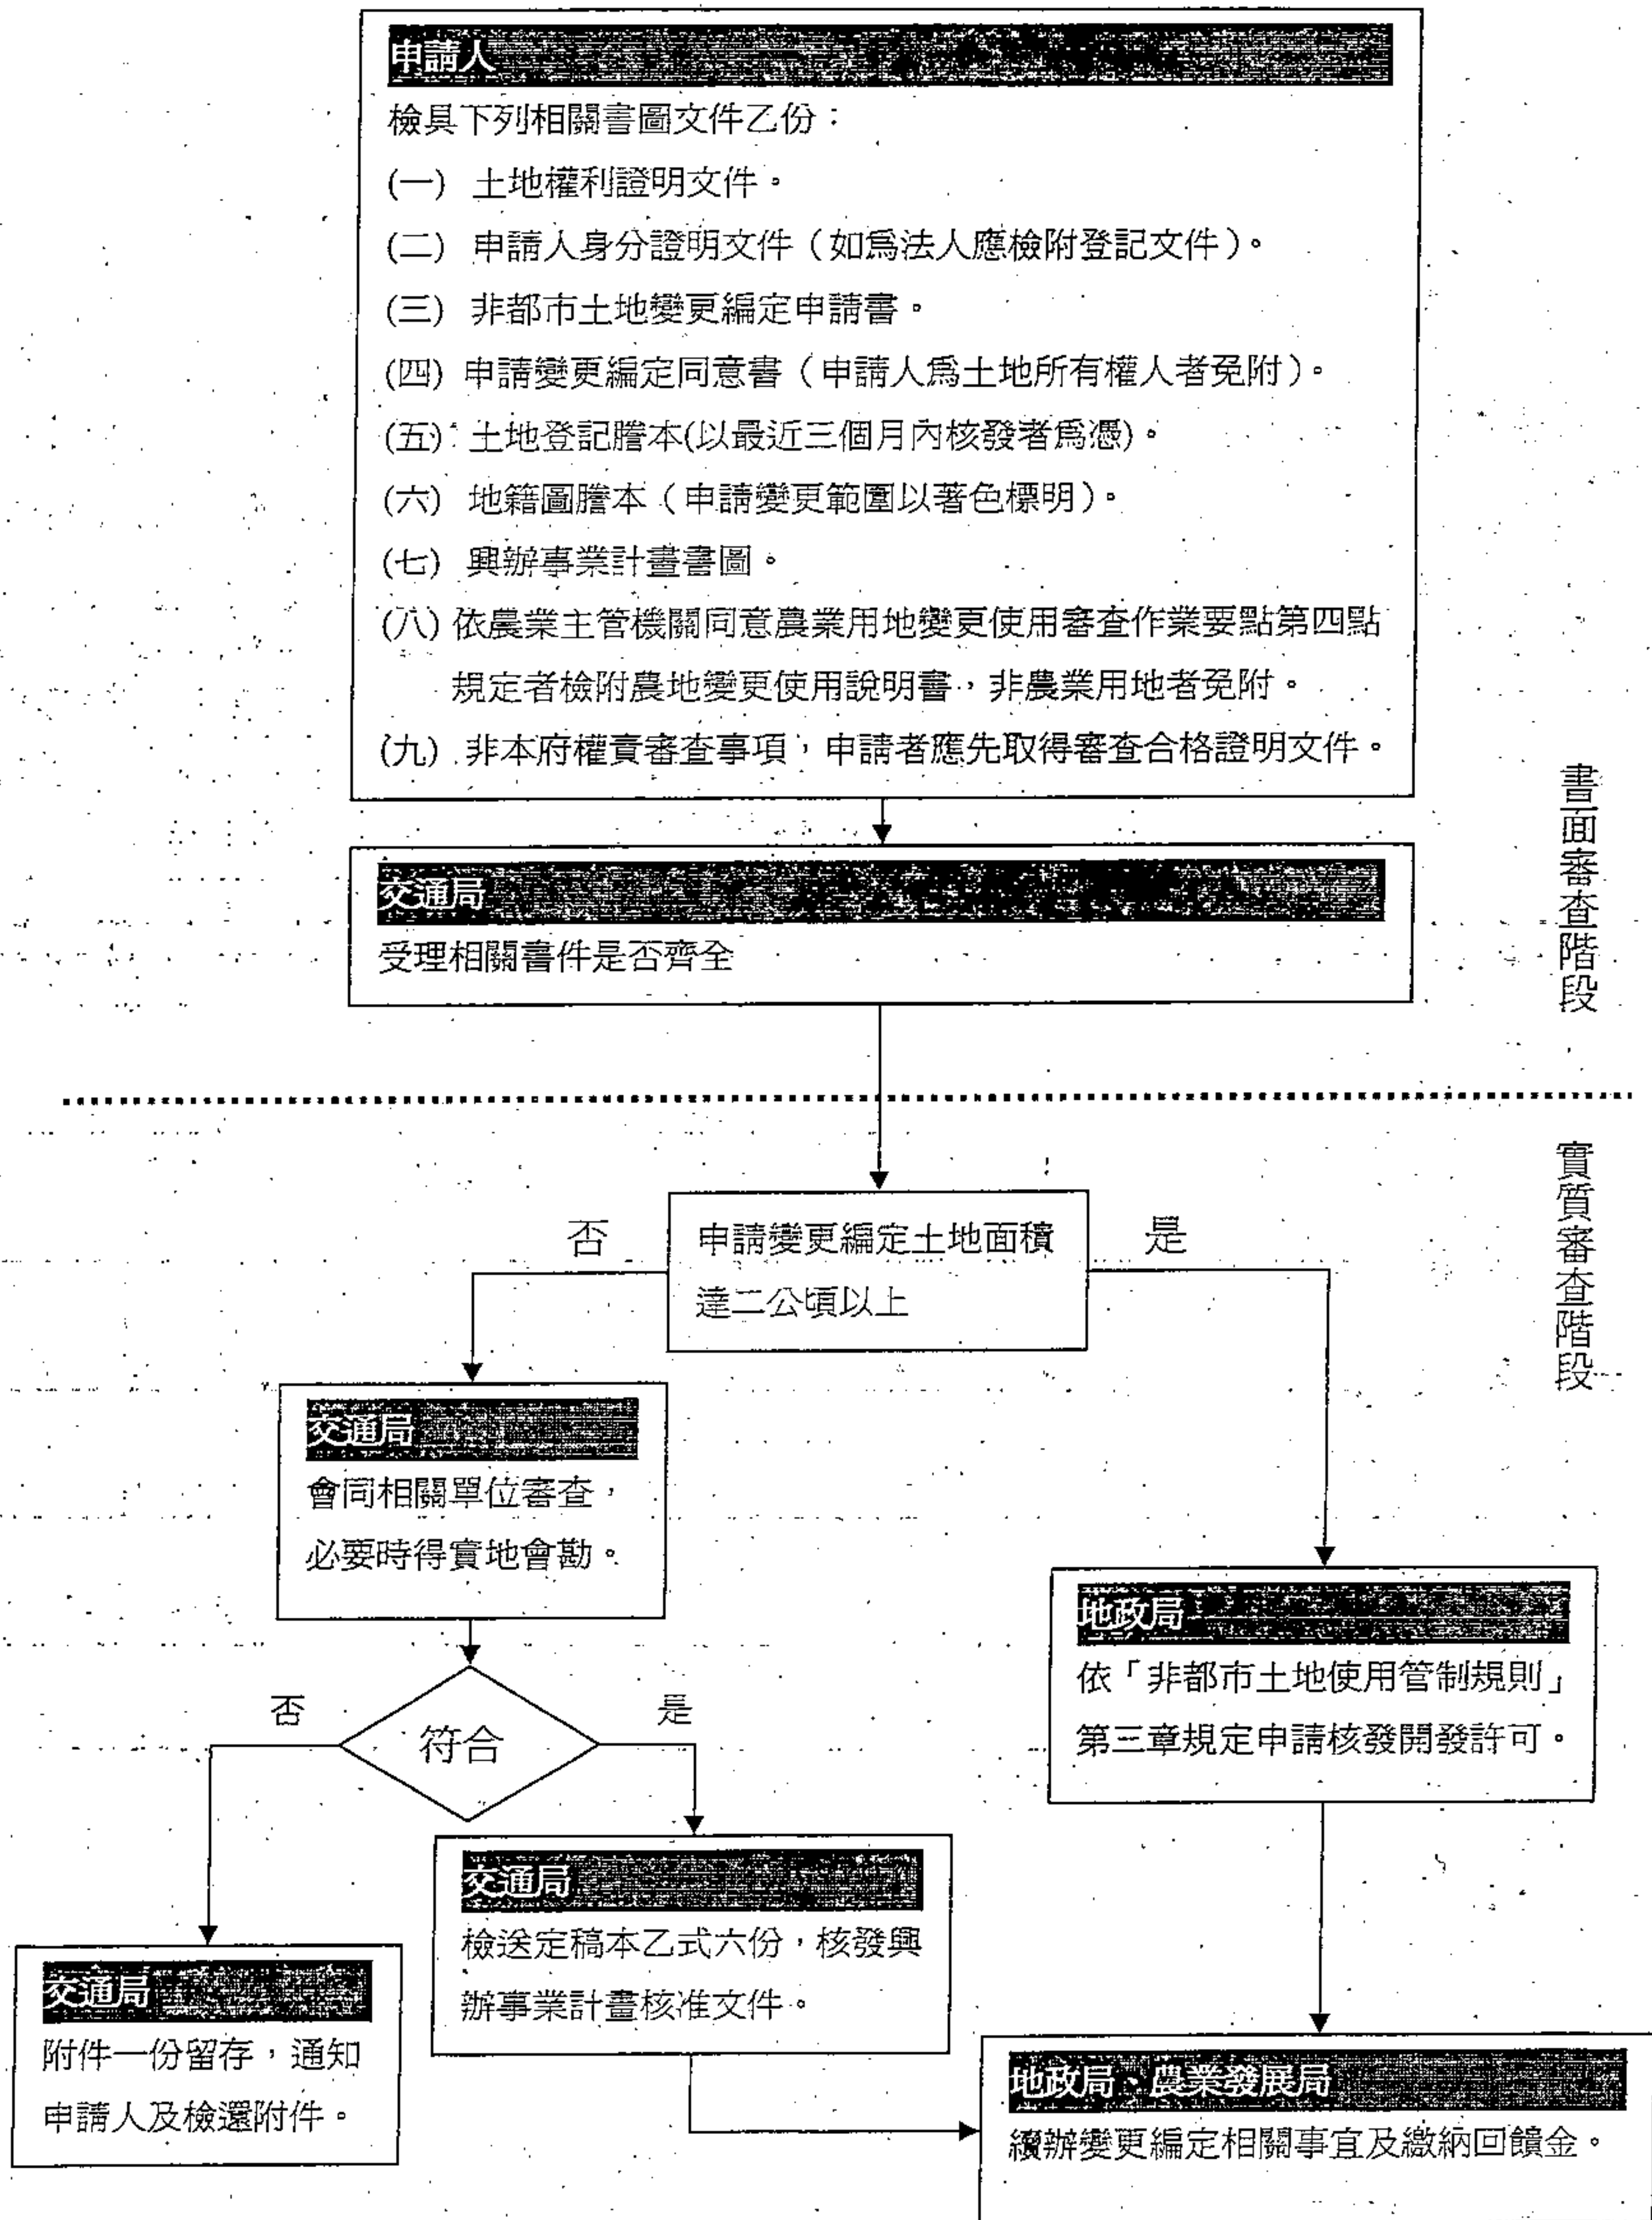 申請人
檢具下列相關書圖文件乙份：
(一) 土地權利證明文件。
(二) 申請人身分證明文件（如爲法人應檢附登記文件）。
(三) 非都市土地變更編定申請書。
(四) 申請變更編定同意書（申請人爲土地所有權人者免附）。
(五) 土地登記謄本(以最近三個月內核發者爲憑)。
(六) 地籍圖謄本（申請變更範圍以著色標明）。
(七) 興辦事業計畫書圖。
(八) 依農業主管機關同意農業用地變更使用審查作業要點第四點
規定者檢附農地變更使用說明書，非農業用地者免附。
(九) 非本府權責審查事項，申請者應先取得審查合格證明文件。
書面審查階段
交通局
受理相關書件是否齊全
實質審查階段
申請變更編定土地面積
達二公頃以上
否
是
交通局
會同相關單位審查，
必要時得實地會勘。
地政局
依「非都市土地使用管制規則」
第三章規定申請核發開發許可。
否
符合
是
交通局
檢送定稿本乙式六份，核發興
辦事業計畫核准文件。
交通局
附件一份留存，通知
申請人及檢還附件。
地政局、農業發展局
續辦變更編定相關事宜及繳納回饋金。